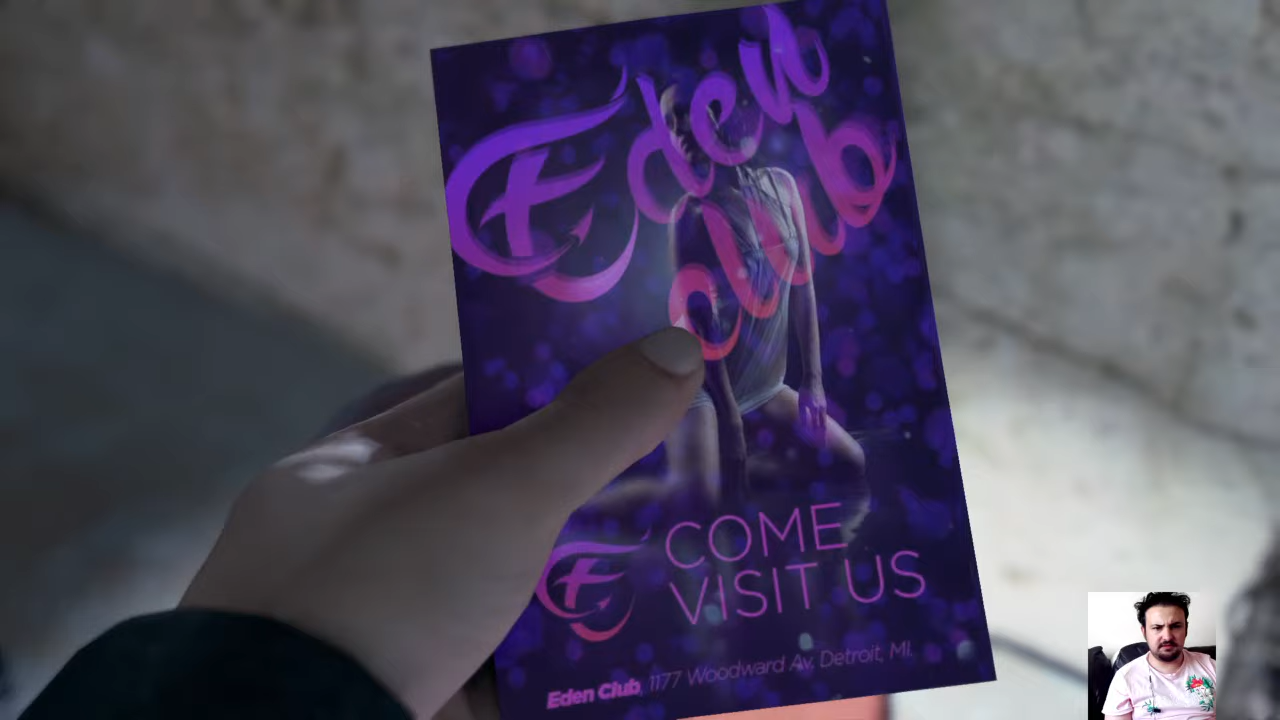 Eden
club
COME
VISIT US
Eden Club, 1177 Woodward Av. Detroit, MI.